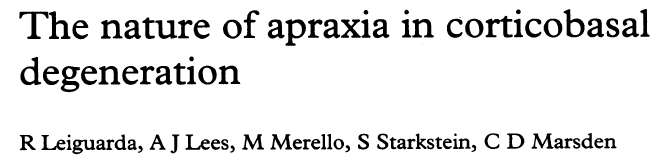 The nature of apraxia in corticobasal
degeneration
R Leiguarda, A J Lees, M Merello, S Starkstein, C D Marsden